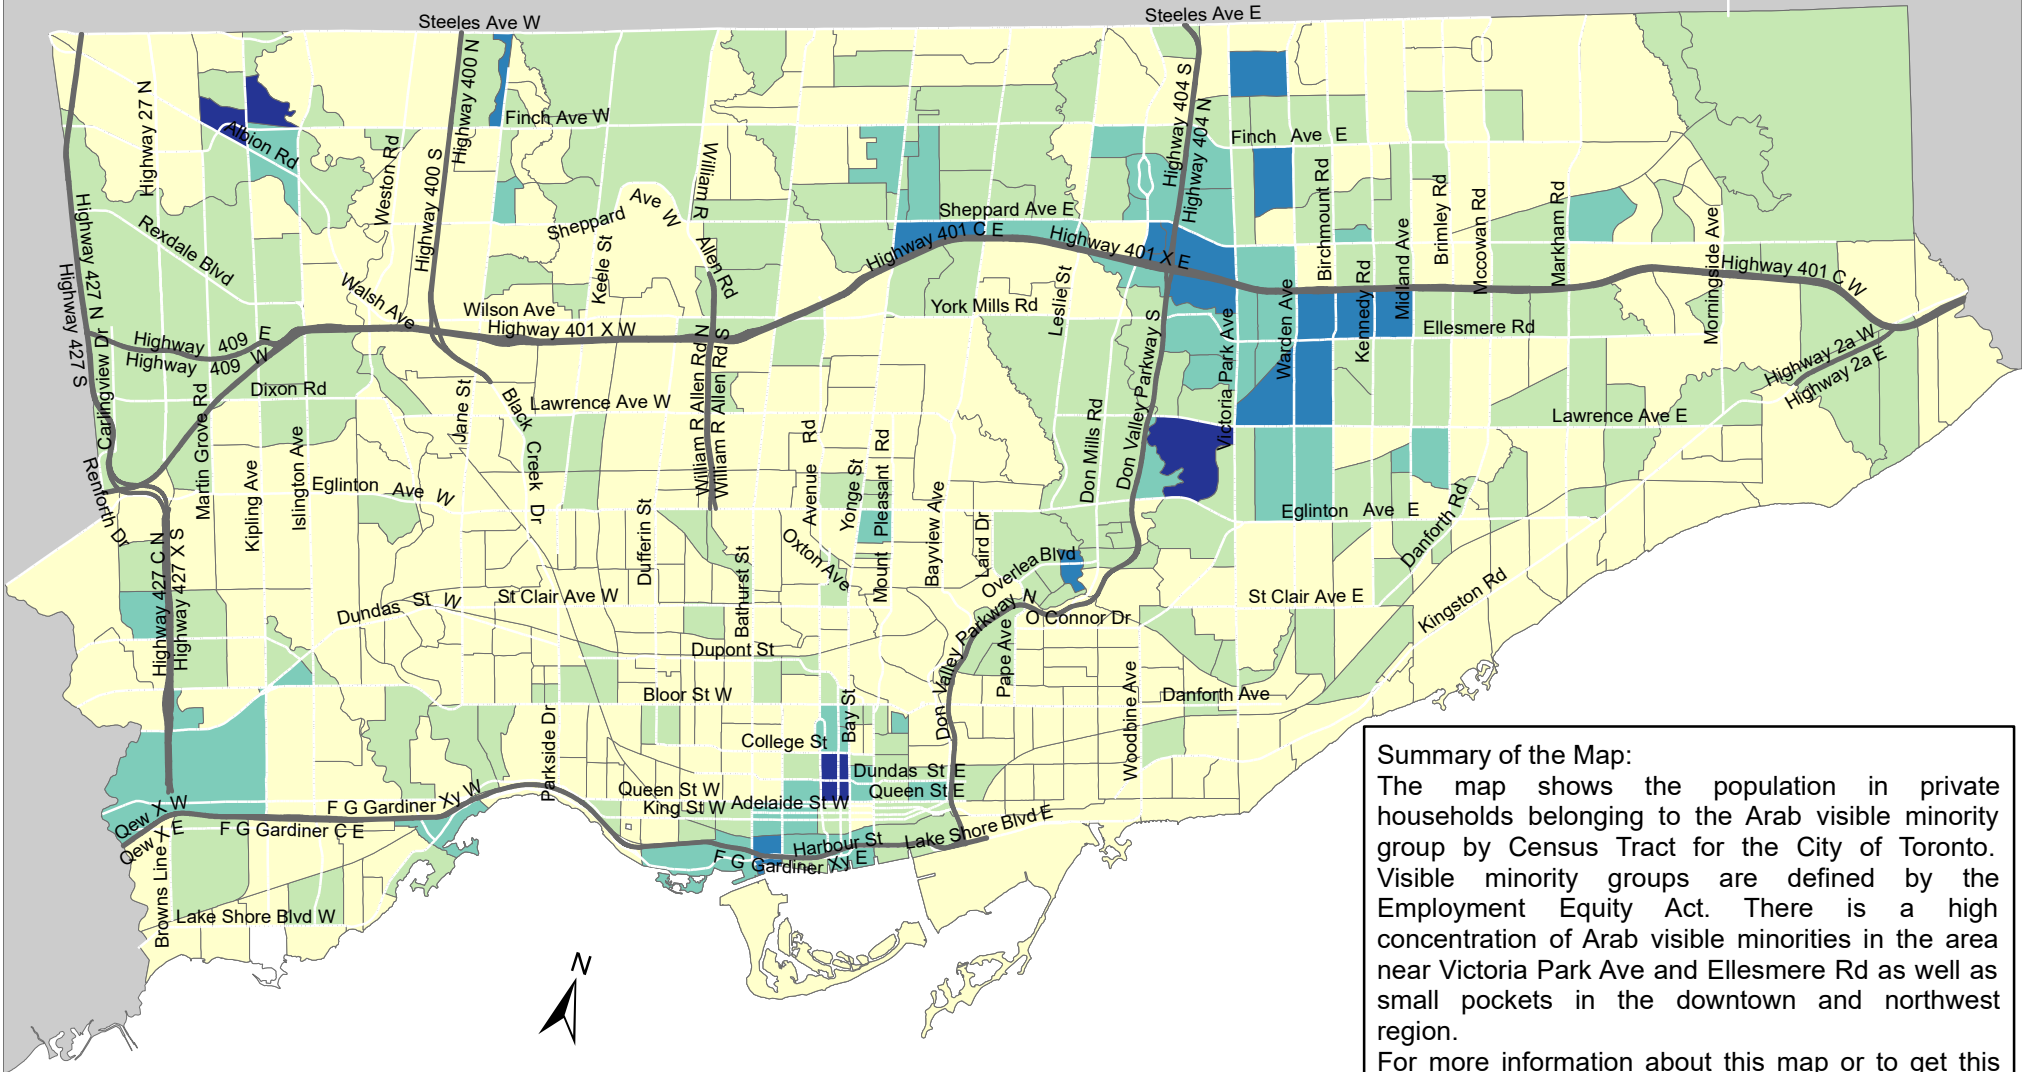 Steeles Ave W
Steeles Ave E
Highway 27 N
Highway 400 N
Highway 404 S
Highway 404 N
Finch Ave W
Finch Ave E
Albion Rd
Weston Rd
Highway 400 S
William R
Allen Rd
Birchmount Rd
Brimley Rd
Mccowan Rd
Markham Rd
Morningside Ave
Midland Ave
Kennedy Rd
Sheppard Ave W
Sheppard Ave E
Keele St
Highway 427 N
Highway 427 S
Rexdale Blvd
Highway 401 C E
Highway 401 X E
Highway 401 C W
Walsh Ave
Wilson Ave
Highway 401 X W
York Mills Rd
Leslie St
Ellesmere Rd
Warden Ave
Victoria Park Ave
Highway 409 E
Highway 409 W
Highway 2a W
Highway 2a E
Carlingview Dr
Martin Grove Rd
Dixon Rd
Jane St
Black Creek Dr
Lawrence Ave W
Lawrence Ave E
William R Allen Rd N
William R Allen Rd S
Don Mills Rd
Don Valley Parkway S
Renforth Dr
Kipling Ave
Islington Ave
Eglinton Ave W
Eglinton Ave E
Avenue Rd
Yonge St
Mount Pleasant Rd
Bayview Ave
Laird Dr
Dufferin St
Bathurst St
Oxton Ave
Overlea Blvd
Danforth Rd
Kingston Rd
Highway 427 C N
Highway 427 X S
Dundas St W
St Clair Ave W
St Clair Ave E
Don Valley Parkway N
O Connor Dr
Pape Ave
Dupont St
Bloor St W
Bay St
Don Valley
Woodbine Ave
Danforth Ave
Parkside Dr
College St
Dundas St E
Queen St W
Queen St E
King St W
Adelaide St W
Qew X W
Qew X E
F G Gardiner Xy W
F G Gardiner C E
Harbour St
Lake Shore Blvd E
F G Gardiner Xy E
Browns Line
Lake Shore Blvd W
N
Summary of the Map:
The map shows the population in private
households belonging to the Arab visible minority
group by Census Tract for the City of Toronto.
Visible minority groups are defined by the
Employment Equity Act. There is a high
concentration of Arab visible minorities in the area
near Victoria Park Ave and Ellesmere Rd as well as
small pockets in the downtown and northwest
region.
For more information about this map or to get this